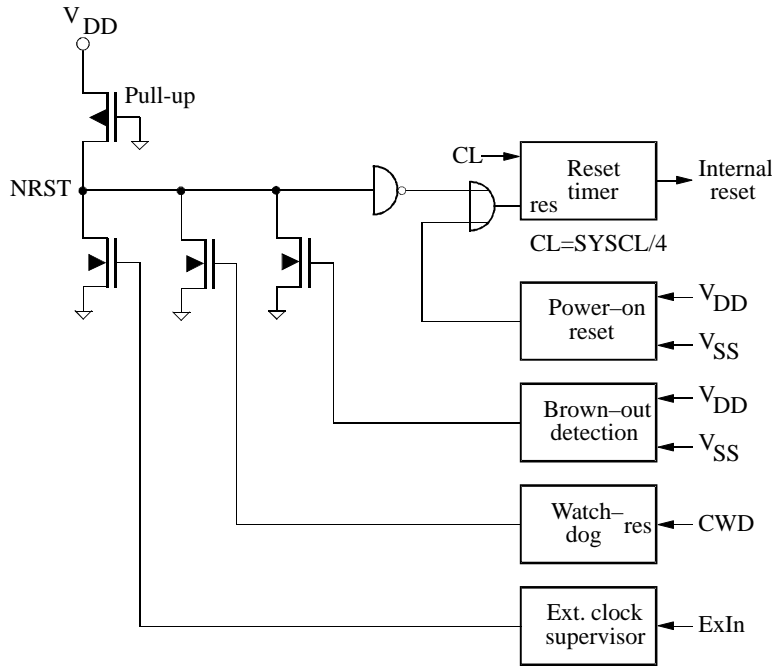 VDD
Pull-up
NRST
CL
Reset
timer
res
Internal
reset
CL=SYSCL/4
Power–on
reset
VDD
VSS
Brown–out
detection
VDD
VSS
Watch–
dog
res
CWD
Ext. clock
supervisor
ExIn